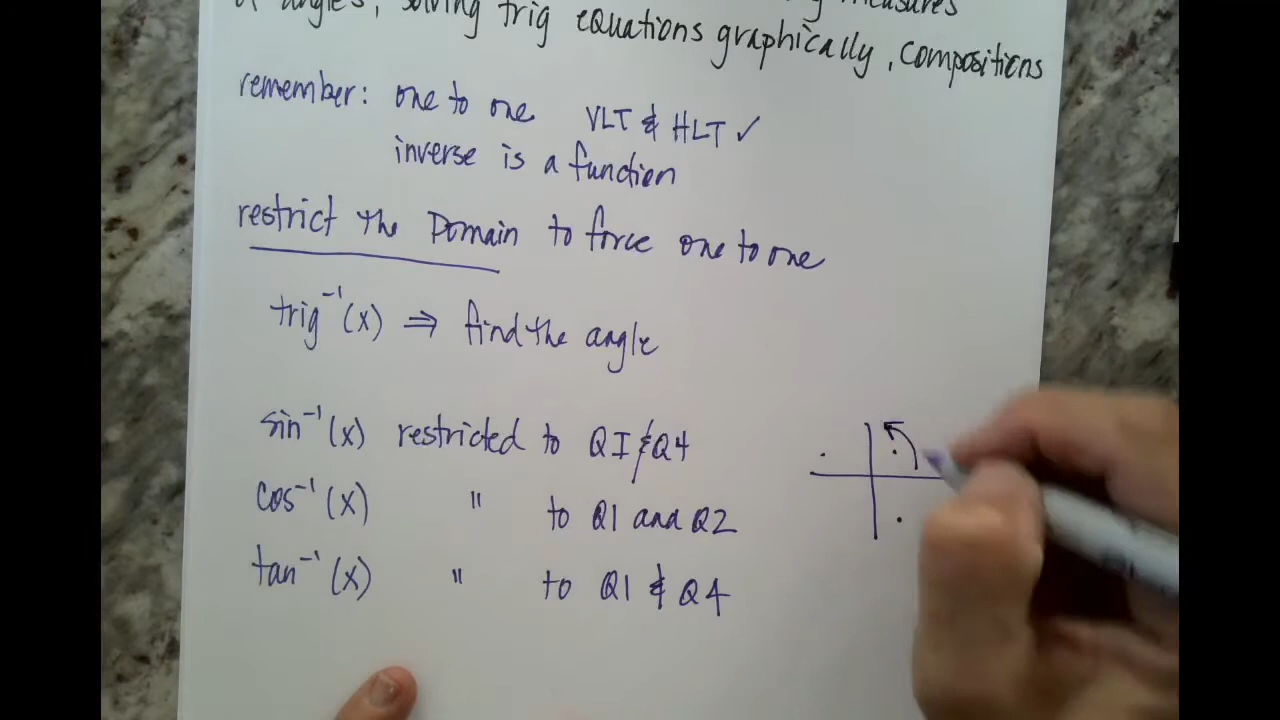 angles, solving trig equations graphically, compositions
measures
remember: one to one VLT & HLT ✓
inverse is a function
restrict the Domain to force one to one
trig⁻¹(x) ⇒ find the angle
sin⁻¹(x) restricted to QI & Q4
cos⁻¹(x) " to Q1 and Q2
tan⁻¹(x) " to Q1 & Q4